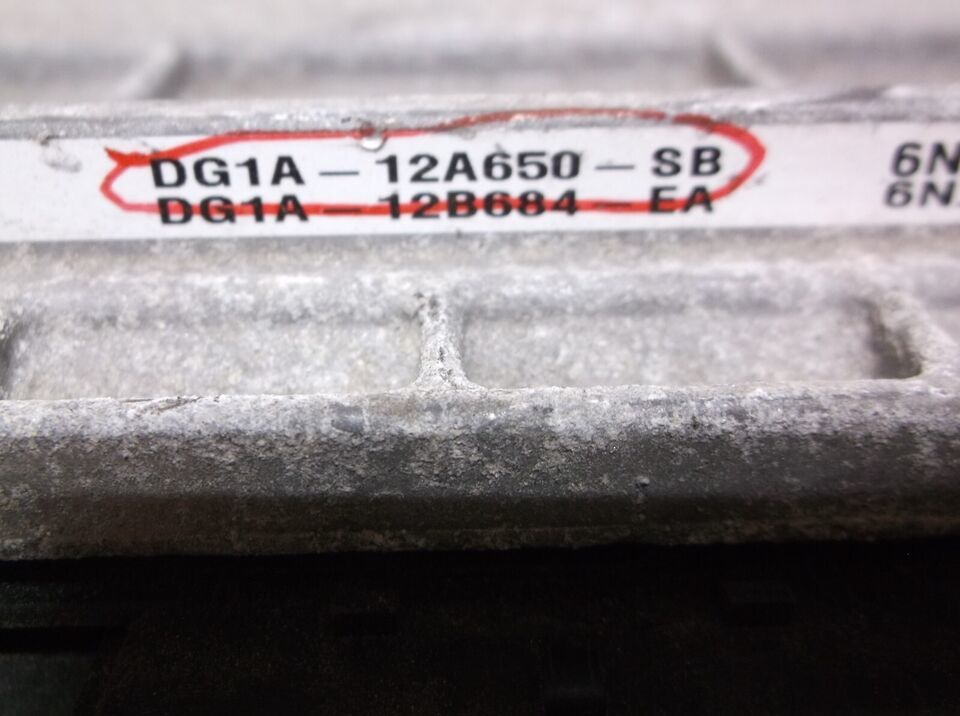 DG1A - 12A650 - SB 6N
DG1A - 12B684 - EA 6N